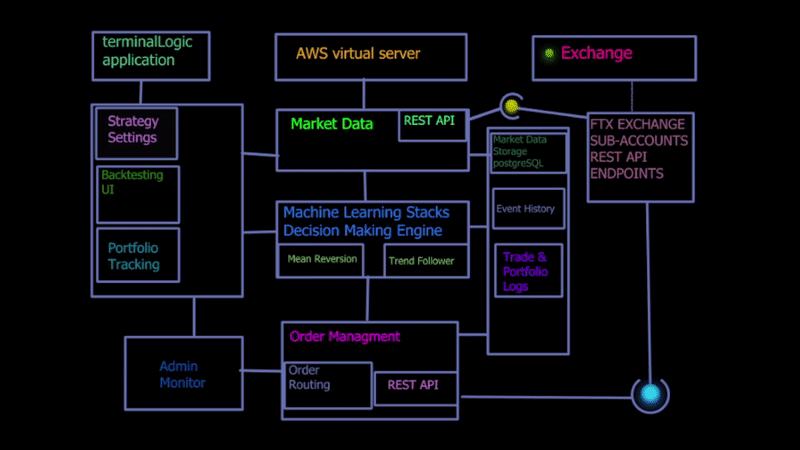 terminalLogic
application
AWS virtual server
Exchange
Strategy
Settings
Backtesting
UI
Portfolio
Tracking
Market Data
REST API
Market Data
Storage
postgreSQL
Event History
Trade &
Portfolio
Logs
FTX EXCHANGE
SUB-ACCOUNTS
REST API
ENDPOINTS
Machine Learning Stacks
Decision Making Engine
Mean Reversion
Trend Follower
Order Managment
Order
Routing
REST API
Admin
Monitor